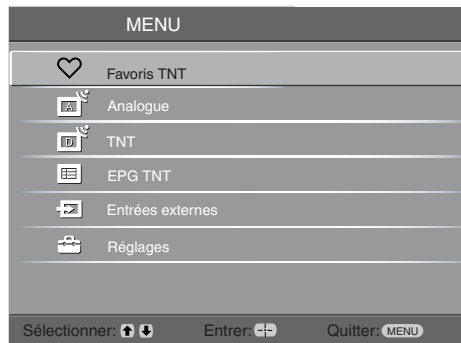 MENU
Favoris TNT
A Analogue
D TNT
EPG TNT
Entrées externes
Réglages
Sélectionner: Entrer: Quitter: MENU